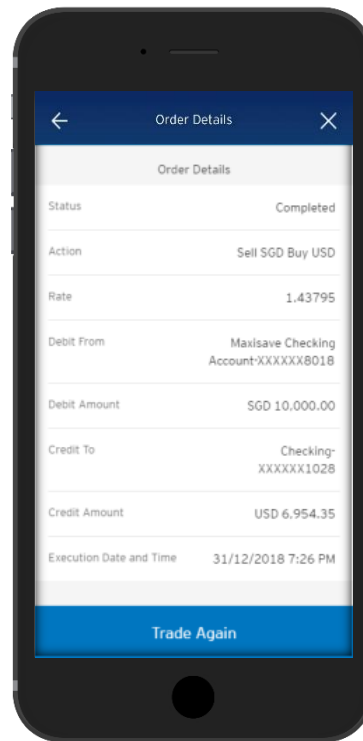 Order Details
Order Details
Status Completed
Action Sell SGD Buy USD
Rate 1.43795
Debit From Maxisave Checking
Account-XXXXXX8018
Debit Amount SGD 10,000.00
Credit To Checking-
XXXXXX1028
Credit Amount USD 6,954.35
Execution Date and Time 31/12/2018 7:26 PM
Trade Again